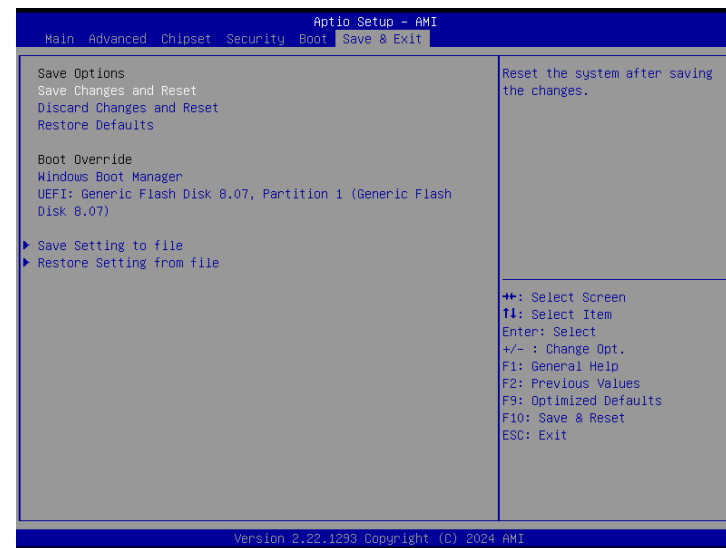 Aptio Setup – AMI
Main Advanced Chipset Security Boot Save & Exit
Save Options
Save Changes and Reset
Discard Changes and Reset
Restore Defaults
Boot Override
Windows Boot Manager
UEFI: Generic Flash Disk 8.07, Partition 1 (Generic Flash
Disk 8.07)
Save Setting to file
Restore Setting from file
Reset the system after saving
the changes.
→←: Select Screen
↑↓: Select Item
Enter: Select
+/- : Change Opt.
F1: General Help
F2: Previous Values
F9: Optimized Defaults
F10: Save & Reset
ESC: Exit
Version 2.22.1293 Copyright (C) 2024 AMI